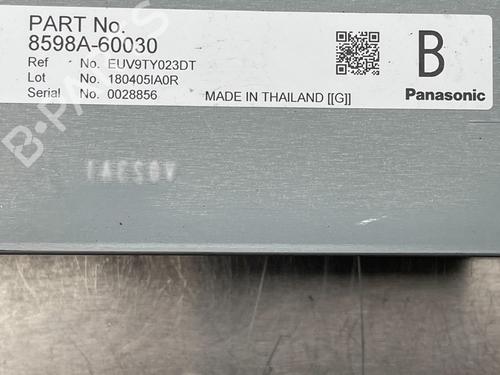 PART No.
8598A-60030
Ref No. EUV9TY023DT
Lot No. 180405IA0R
Serial No. 0028856 MADE IN THAILAND [[G]]
B
Panasonic